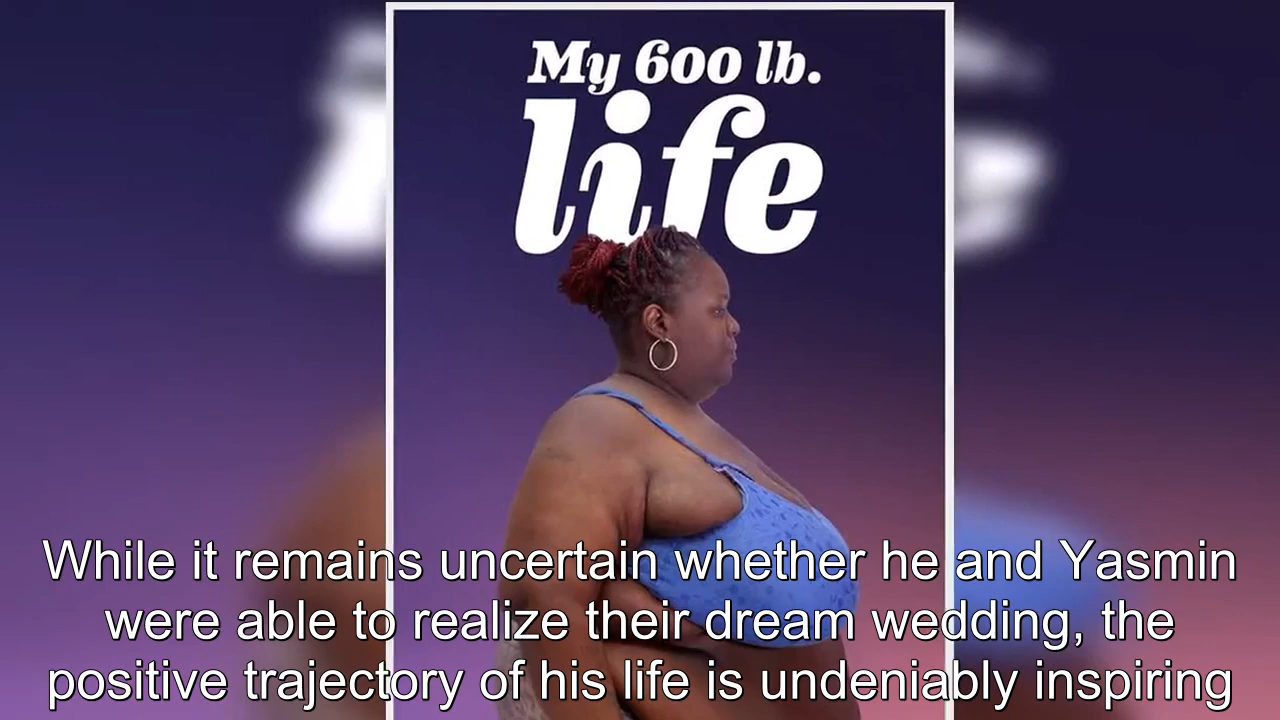 My 600 lb.
life
While it remains uncertain whether he and Yasmin
were able to realize their dream wedding, the
positive trajectory of his life is undeniably inspiring